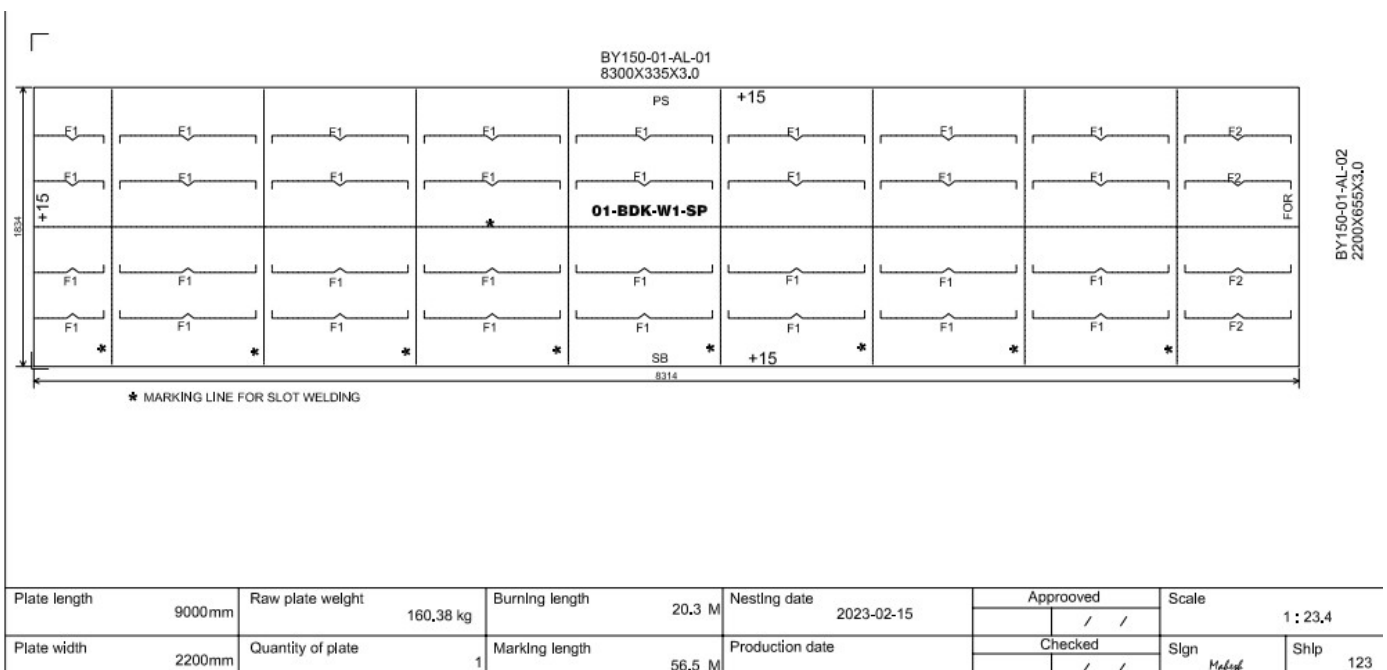 BY150-01-AL-01
8300X335X3.0
PS +15
F1 F1 F1 F1 F1 F1 F1 F1 F2
F1 F1 F1 F1 F1 F1 F1 F1 F2
+15
1834
01-BDK-W1-SP
*
FOR
BY150-01-AL-02
2200X655X3.0
F1 F1 F1 F1 F1 F1 F1 F1 F2
F1 F1 F1 F1 F1 F1 F1 F1 F2
* * * * * * * *
SB +15
8314
* MARKING LINE FOR SLOT WELDING
Plate length 9000mm Raw plate weight 160.38 kg Burning length 20.3 M Nesting date 2023-02-15 Approoved / / Scale 1 : 23.4
Plate width 2200mm Quantity of plate 1 Marking length 56.5 M Production date Checked / / Sign Mahesh Ship 123